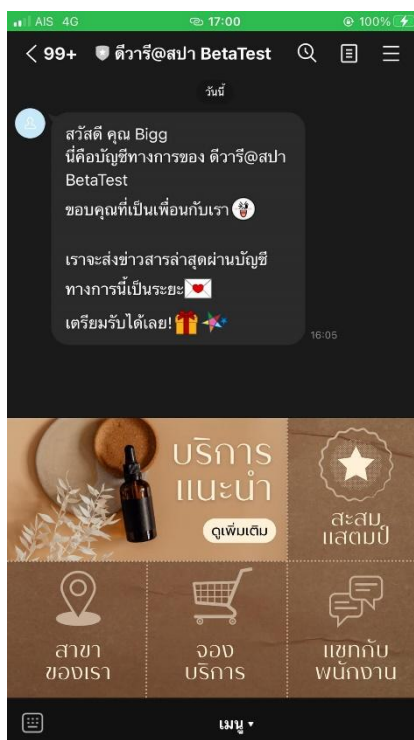 AIS 4G
17:00
100%
99+
ดีวารี@สปา BetaTest
วันนี้
สวัสดี คุณ Bigg
นี่คือบัญชีทางการของ ดีวารี@สปา
BetaTest
ขอบคุณที่เป็นเพื่อนกับเรา
เราจะส่งข่าวสารล่าสุดผ่านบัญชี
ทางการนี้เป็นระยะ
เตรียมรับได้เลย!
16:05
บริการ
แนะนำ
ดูเพิ่มเติม
สะสม
แสตมป์
สาขา
ของเรา
จอง
บริการ
แชทกับ
พนักงาน
เมนู